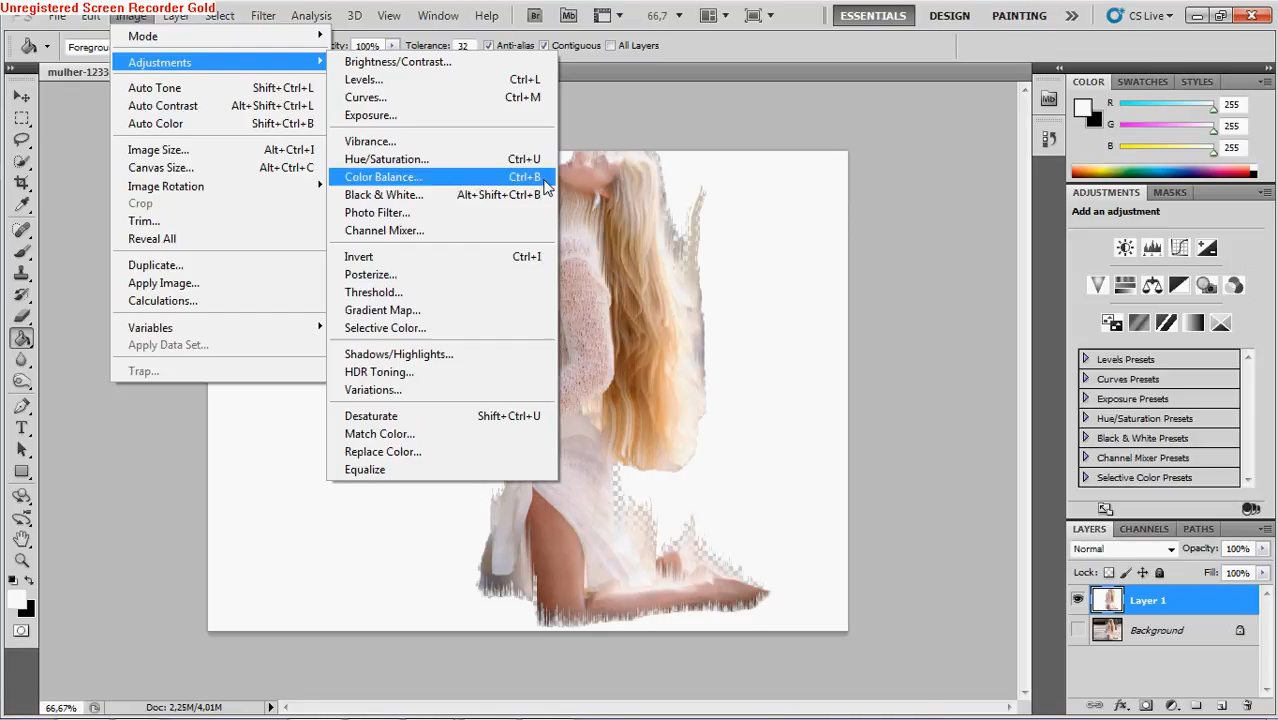 Unregistered Screen Recorder Gold
File Edit Image Layer Select Filter Analysis 3D View Window Help Br Mb 66,7 ESSENTIALS DESIGN PAINTING CS Live
Foregrou
Opacity: 100% Tolerance: 32 Anti-alias Contiguous All Layers
mulher-1233
Mode
Adjustments
Auto Tone Shift+Ctrl+L
Auto Contrast Alt+Shift+Ctrl+L
Auto Color Shift+Ctrl+B
Image Size... Alt+Ctrl+I
Canvas Size... Alt+Ctrl+C
Image Rotation
Crop
Trim...
Reveal All
Duplicate...
Apply Image...
Calculations...
Variables
Apply Data Set...
Trap...
Brightness/Contrast...
Levels... Ctrl+L
Curves... Ctrl+M
Exposure...
Vibrance...
Hue/Saturation... Ctrl+U
Color Balance... Ctrl+B
Black & White... Alt+Shift+Ctrl+B
Photo Filter...
Channel Mixer...
Invert Ctrl+I
Posterize...
Threshold...
Gradient Map...
Selective Color...
Shadows/Highlights...
HDR Toning...
Variations...
Desaturate Shift+Ctrl+U
Match Color...
Replace Color...
Equalize
COLOR SWATCHES STYLES
R 255
G 255
B 255
ADJUSTMENTS MASKS
Add an adjustment
Levels Presets
Curves Presets
Exposure Presets
Hue/Saturation Presets
Black & White Presets
Channel Mixer Presets
Selective Color Presets
LAYERS CHANNELS PATHS
Normal Opacity: 100%
Lock: Fill: 100%
Layer 1
Background
66,67% Doc: 2,25M/4,01M